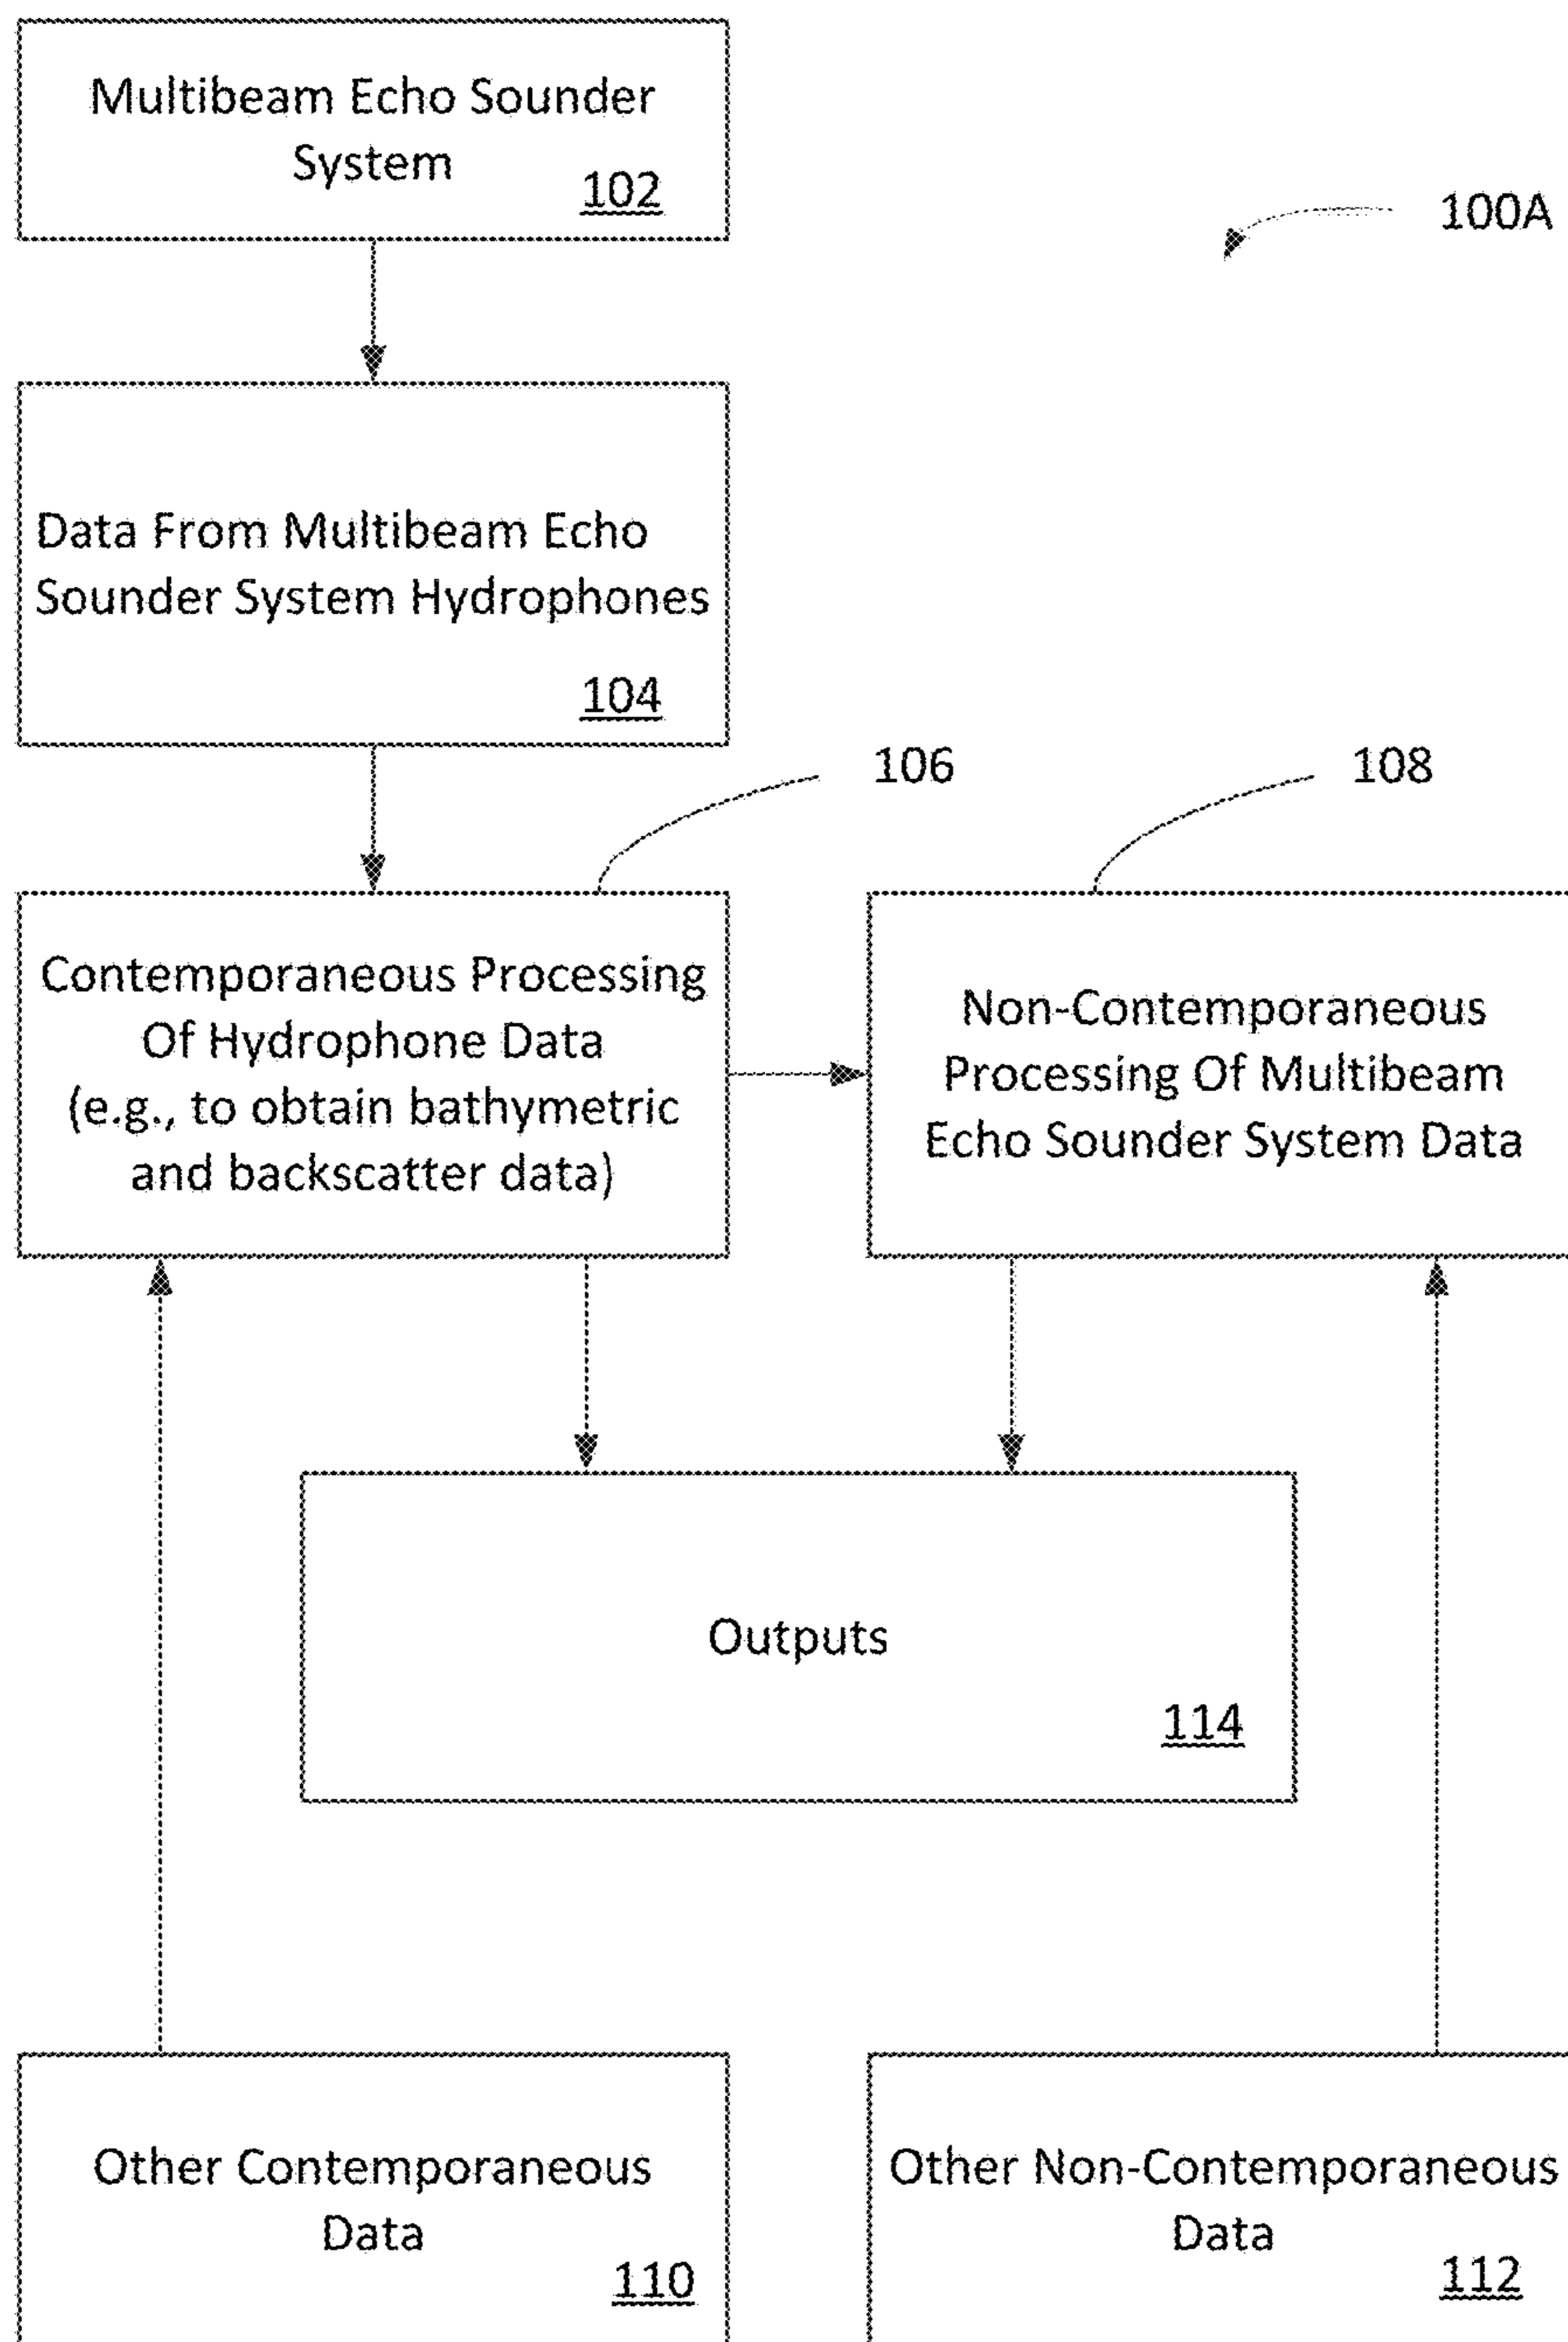 Multibeam Echo Sounder
System
102
100A
Data From Multibeam Echo
Sounder System Hydrophones
104
106
108
Contemporaneous Processing
Of Hydrophone Data
(e.g., to obtain bathymetric
and backscatter data)
Non-Contemporaneous
Processing Of Multibeam
Echo Sounder System Data
Outputs
114
Other Contemporaneous
Data
110
Other Non-Contemporaneous
Data
112